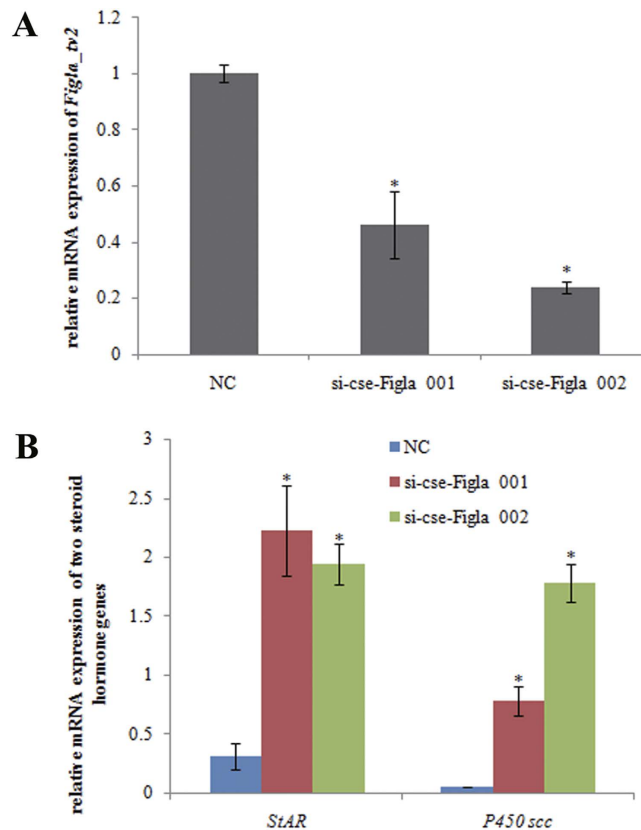 A
relative mRNA expression of Figla_tv2
1.2
1
0.8
0.6
0.4
0.2
0
*
*
NC
si-cse-Figla 001
si-cse-Figla 002
B
relative mRNA expression of two steroid
hormonegenes
3
2.5
2
1.5
1
0.5
0
NC
si-cse-Figla 001
si-cse-Figla 002
*
*
*
*
StAR
P450 scc